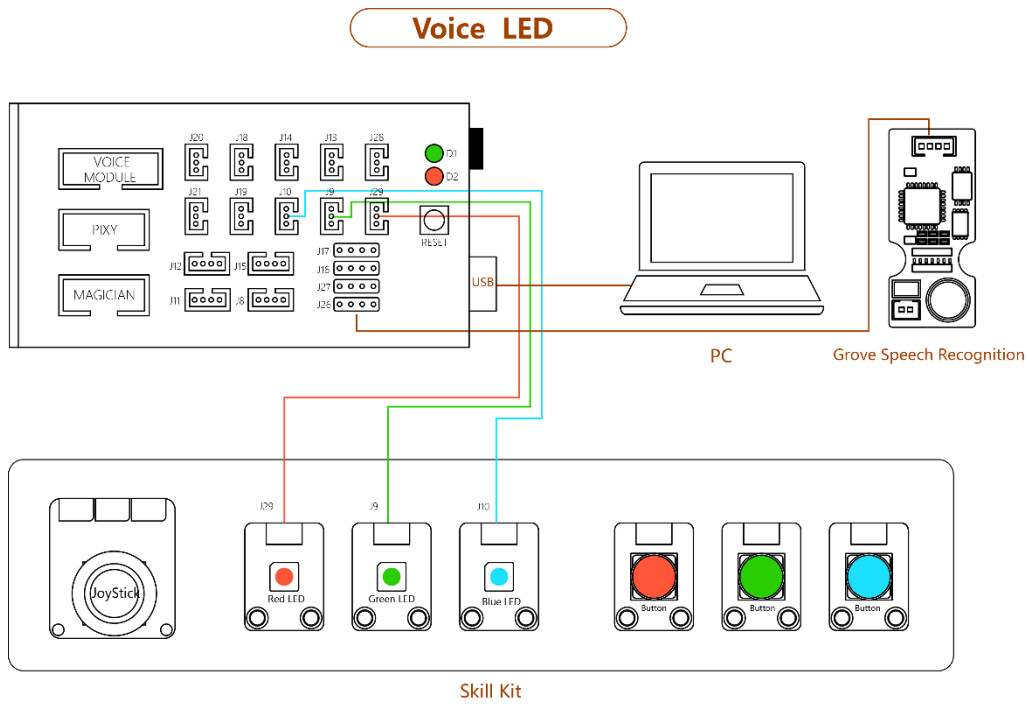 Voice LED
J20 J18 J14 J13 J28
VOICE
MODULE
D1
D2
J21 J19 J10 J9 J29
PIXY
RESET
J17
J12 J15 J16
USB
MAGICIAN
J27
J11 J8 J26
PC
Grove Speech Recognition
J29 J9 J10
JoyStick
Red LED Green LED Blue LED
Button Button Button
Skill Kit